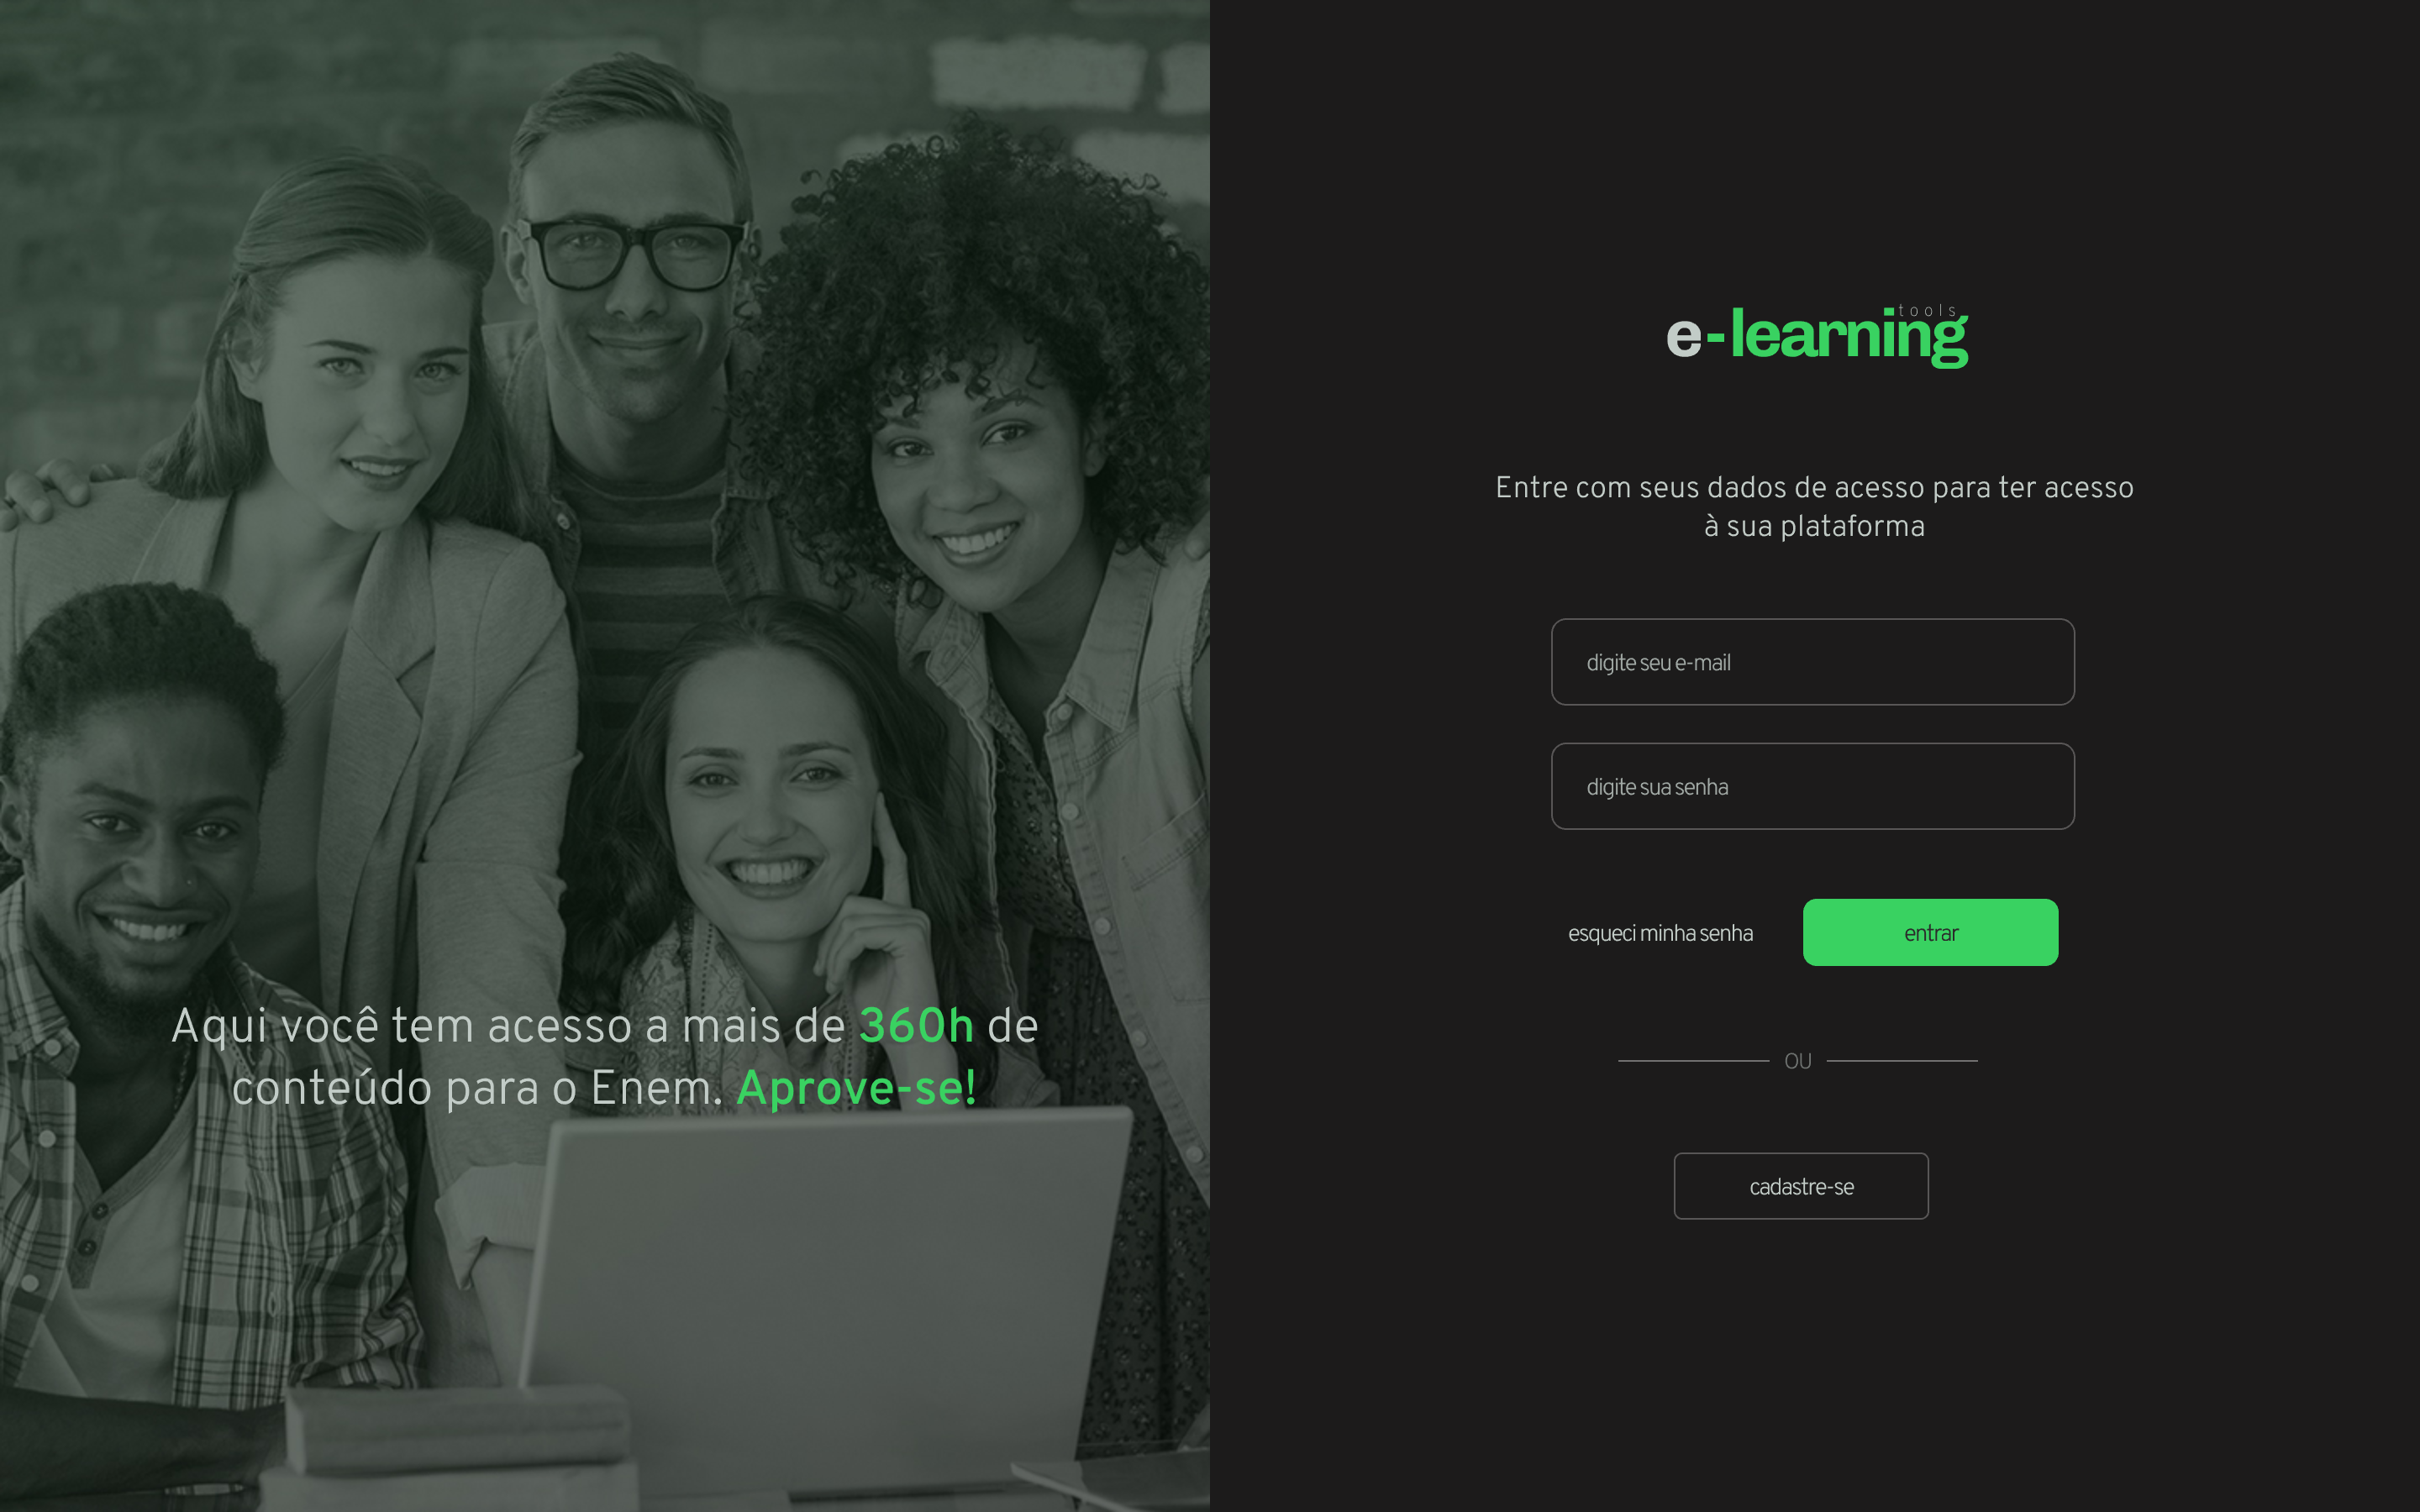 Aqui você tem acesso a mais de 360h de
conteúdo para o Enem. Aprove-se!
tools
e-learning
Entre com seus dados de acesso para ter acesso
à sua plataforma
digite seu e-mail
digite sua senha
esqueci minha senha
entrar
OU
cadastre-se